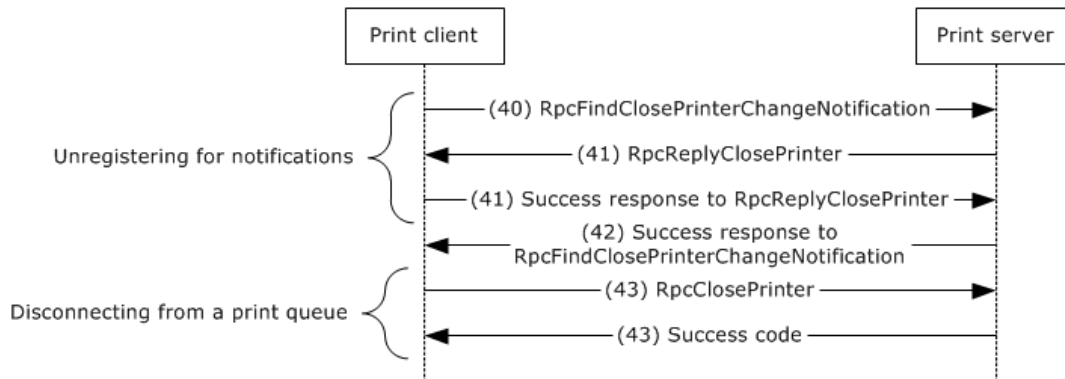 Print client
Print server
(40) RpcFindClosePrinterChangeNotification
Unregistering for notifications
(41) RpcReplyClosePrinter
(41) Success response to RpcReplyClosePrinter
(42) Success response to
RpcFindClosePrinterChangeNotification
(43) RpcClosePrinter
Disconnecting from a print queue
(43) Success code